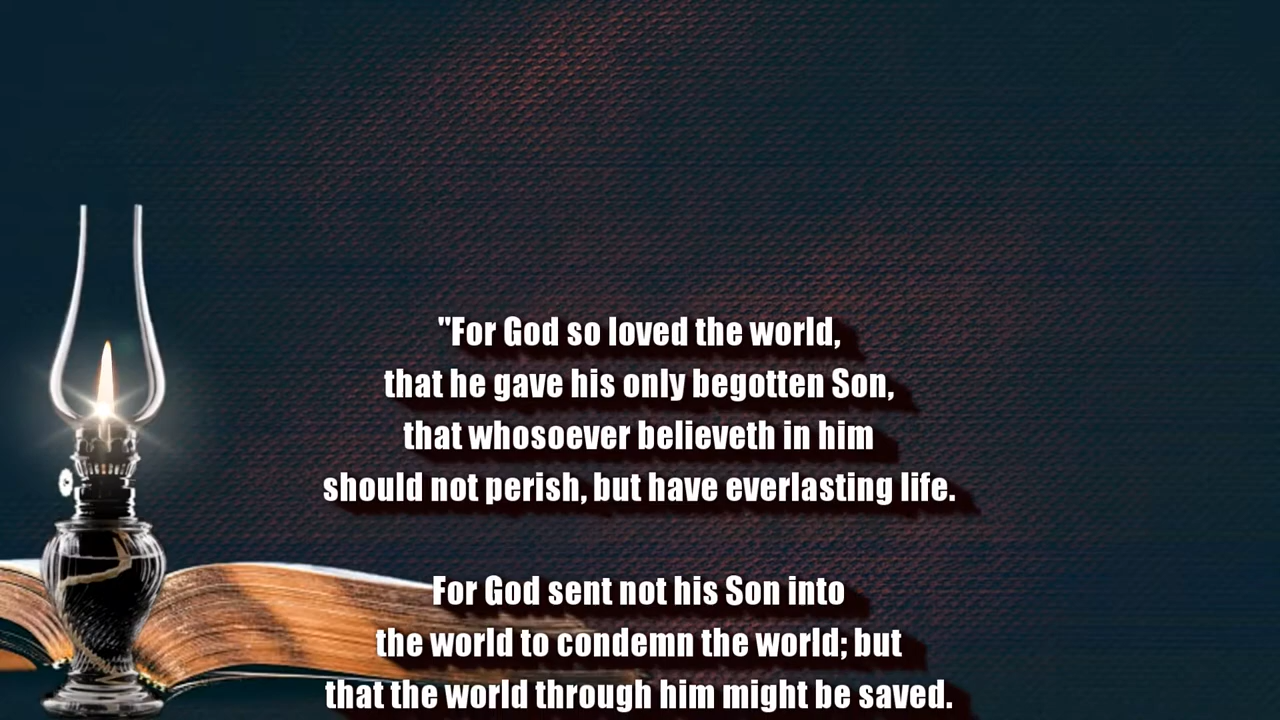 "For God so loved the world,
that he gave his only begotten Son,
that whosoever believeth in him
should not perish, but have everlasting life.
For God sent not his Son into
the world to condemn the world; but
that the world through him might be saved.